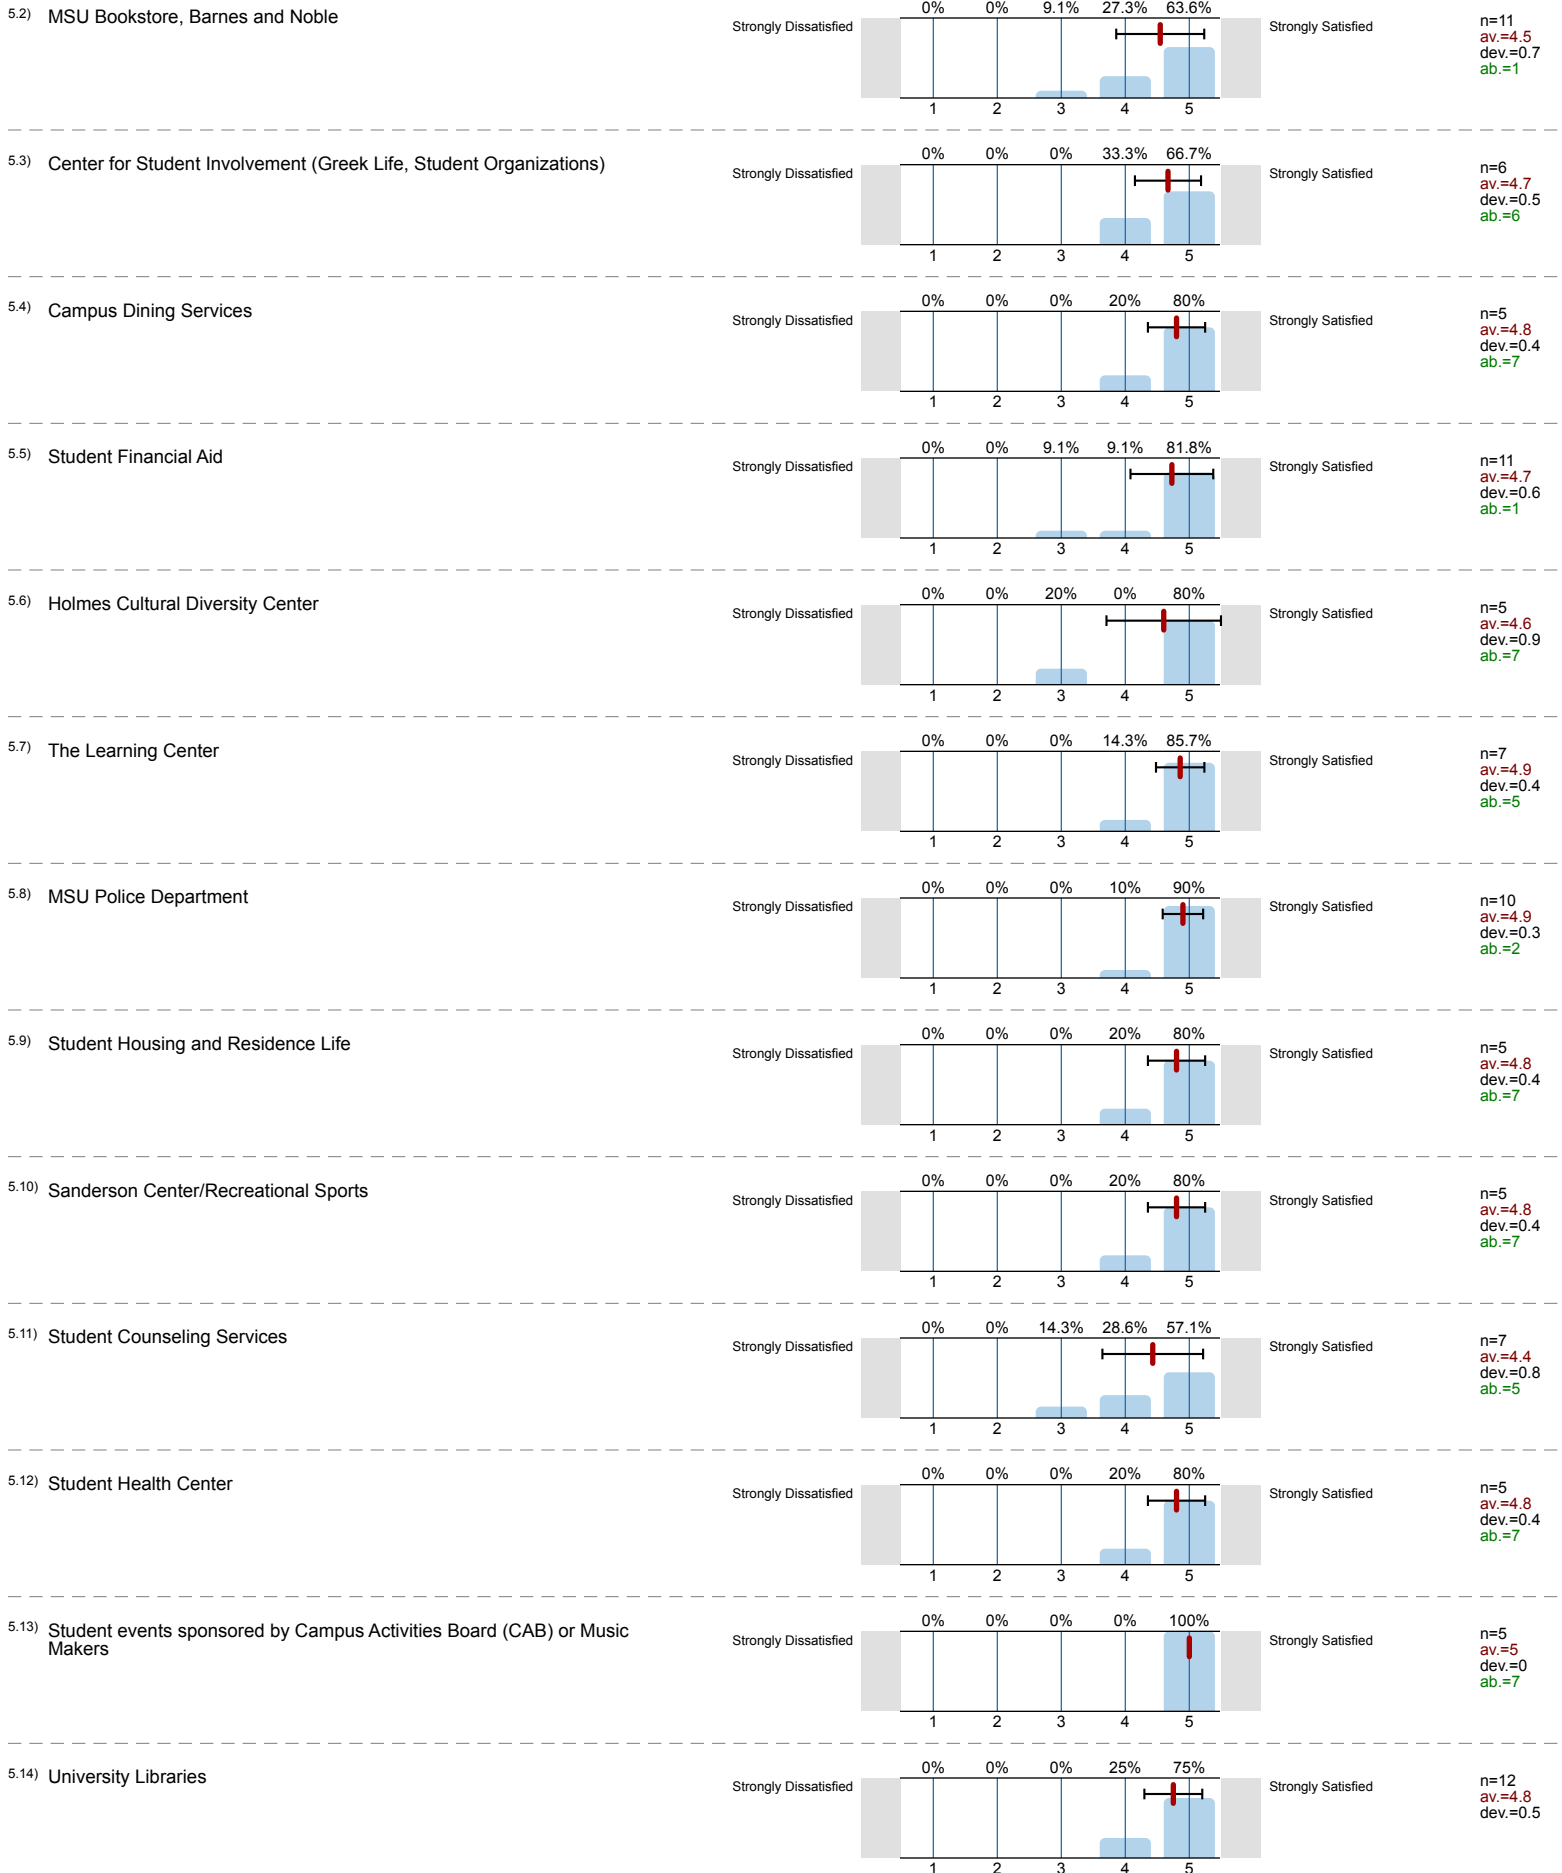 5.2) MSU Bookstore, Barnes and Noble
0% 0% 9.1% 27.3% 63.6%
Strongly Dissatisfied Strongly Satisfied
n=11
av.=4.5
dev.=0.7
ab.=1
1 2 3 4 5
5.3) Center for Student Involvement (Greek Life, Student Organizations)
0% 0% 0% 33.3% 66.7%
Strongly Dissatisfied Strongly Satisfied
n=6
av.=4.7
dev.=0.5
ab.=6
1 2 3 4 5
5.4) Campus Dining Services
0% 0% 0% 20% 80%
Strongly Dissatisfied Strongly Satisfied
n=5
av.=4.8
dev.=0.4
ab.=7
1 2 3 4 5
5.5) Student Financial Aid
0% 0% 9.1% 9.1% 81.8%
Strongly Dissatisfied Strongly Satisfied
n=11
av.=4.7
dev.=0.6
ab.=1
1 2 3 4 5
5.6) Holmes Cultural Diversity Center
0% 0% 20% 0% 80%
Strongly Dissatisfied Strongly Satisfied
n=5
av.=4.6
dev.=0.9
ab.=7
1 2 3 4 5
5.7) The Learning Center
0% 0% 0% 14.3% 85.7%
Strongly Dissatisfied Strongly Satisfied
n=7
av.=4.9
dev.=0.4
ab.=5
1 2 3 4 5
5.8) MSU Police Department
0% 0% 0% 10% 90%
Strongly Dissatisfied Strongly Satisfied
n=10
av.=4.9
dev.=0.3
ab.=2
1 2 3 4 5
5.9) Student Housing and Residence Life
0% 0% 0% 20% 80%
Strongly Dissatisfied Strongly Satisfied
n=5
av.=4.8
dev.=0.4
ab.=7
1 2 3 4 5
5.10) Sanderson Center/Recreational Sports
0% 0% 0% 20% 80%
Strongly Dissatisfied Strongly Satisfied
n=5
av.=4.8
dev.=0.4
ab.=7
1 2 3 4 5
5.11) Student Counseling Services
0% 0% 14.3% 28.6% 57.1%
Strongly Dissatisfied Strongly Satisfied
n=7
av.=4.4
dev.=0.8
ab.=5
1 2 3 4 5
5.12) Student Health Center
0% 0% 0% 20% 80%
Strongly Dissatisfied Strongly Satisfied
n=5
av.=4.8
dev.=0.4
ab.=7
1 2 3 4 5
5.13) Student events sponsored by Campus Activities Board (CAB) or Music
Makers
0% 0% 0% 0% 100%
Strongly Dissatisfied Strongly Satisfied
n=5
av.=5
dev.=0
ab.=7
1 2 3 4 5
5.14) University Libraries
0% 0% 0% 25% 75%
Strongly Dissatisfied Strongly Satisfied
n=12
av.=4.8
dev.=0.5
1 2 3 4 5